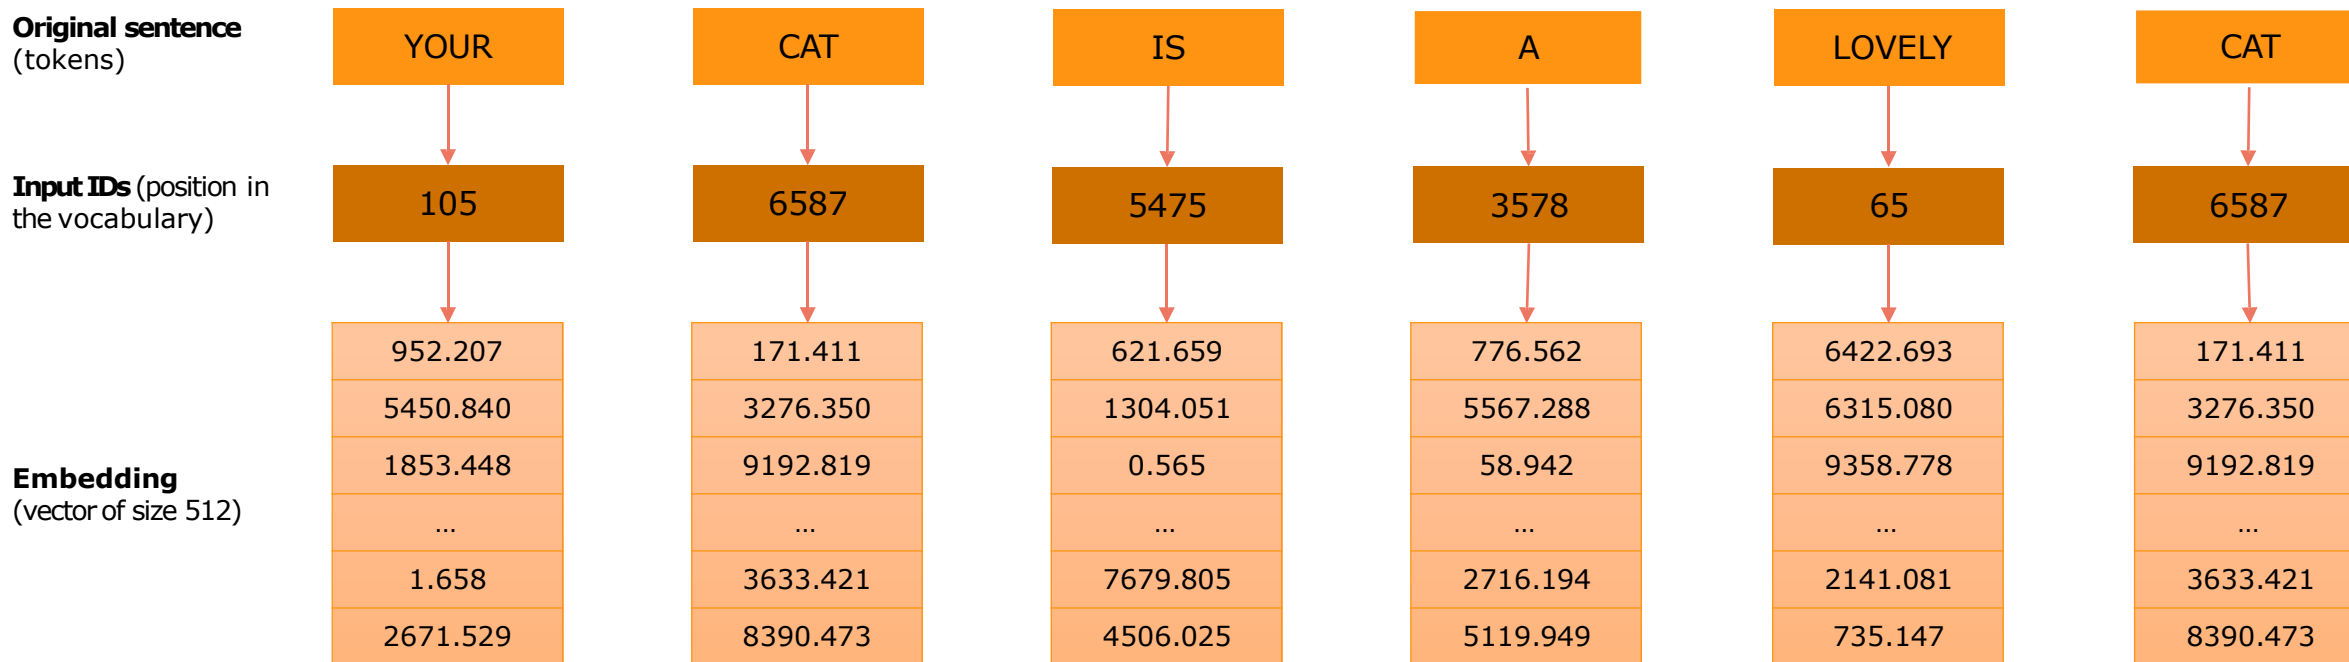 Original sentence
(tokens)
YOUR CAT IS A LOVELY CAT
Input IDs (position in
the vocabulary)
105 6587 5475 3578 65 6587
952.207 171.411 621.659 776.562 6422.693 171.411
5450.840 3276.350 1304.051 5567.288 6315.080 3276.350
1853.448 9192.819 0.565 58.942 9358.778 9192.819
Embedding
(vector of size 512)
... ... ... ... ... ...
1.658 3633.421 7679.805 2716.194 2141.081 3633.421
2671.529 8390.473 4506.025 5119.949 735.147 8390.473